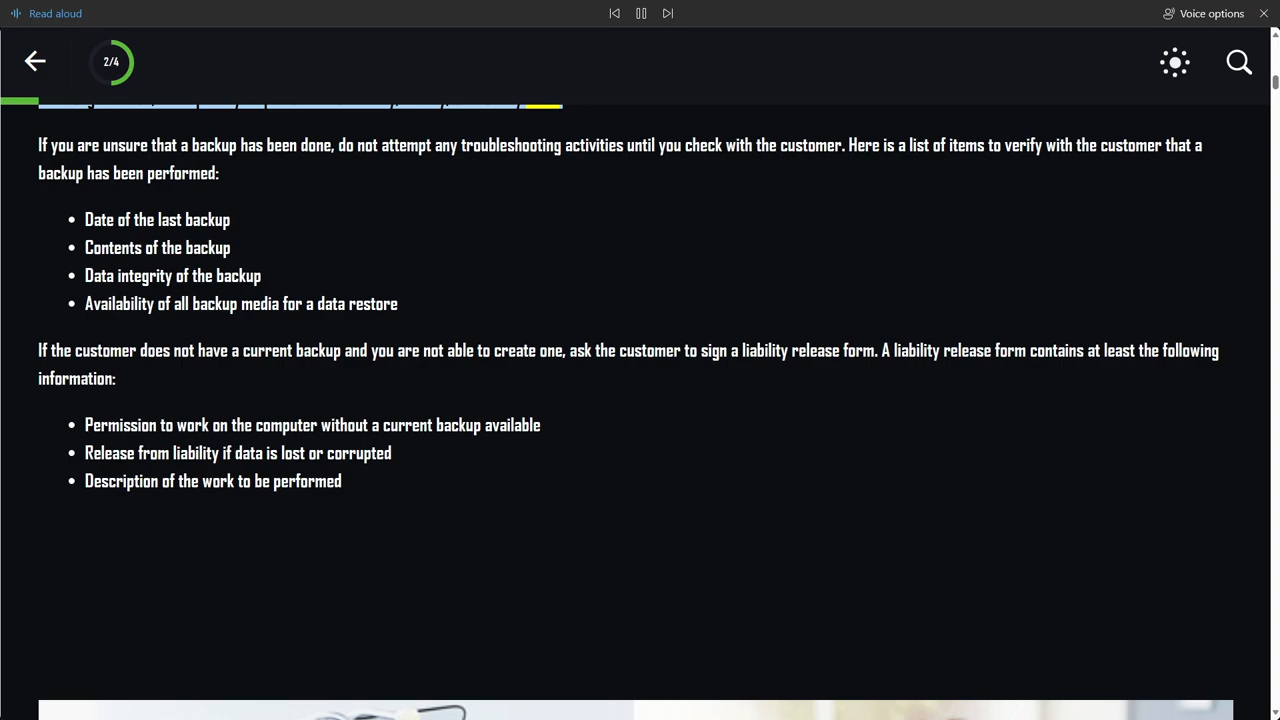 Read aloud
Voice options
2/4
If you are unsure that a backup has been done, do not attempt any troubleshooting activities until you check with the customer. Here is a list of items to verify with the customer that a
backup has been performed:
• Date of the last backup
• Contents of the backup
• Data integrity of the backup
• Availability of all backup media for a data restore
If the customer does not have a current backup and you are not able to create one, ask the customer to sign a liability release form. A liability release form contains at least the following
information:
• Permission to work on the computer without a current backup available
• Release from liability if data is lost or corrupted
• Description of the work to be performed